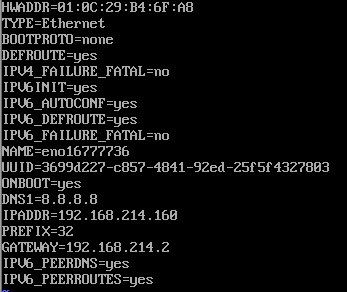 HWADDR=01:0C:29:B4:6F:A8
TYPE=Ethernet
BOOTPROTO=none
DEFROUTE=yes
IPV4_FAILURE_FATAL=no
IPV6INIT=yes
IPV6_AUTOCONF=yes
IPV6_DEFROUTE=yes
IPV6_FAILURE_FATAL=no
NAME=eno16777736
UUID=3699d227-c857-4841-92ed-25f5f4327803
ONBOOT=yes
DNS1=8.8.8.8
IPADDR=192.168.214.160
PREFIX=32
GATEWAY=192.168.214.2
IPV6_PEERDNS=yes
IPV6_PEERROUTES=yes